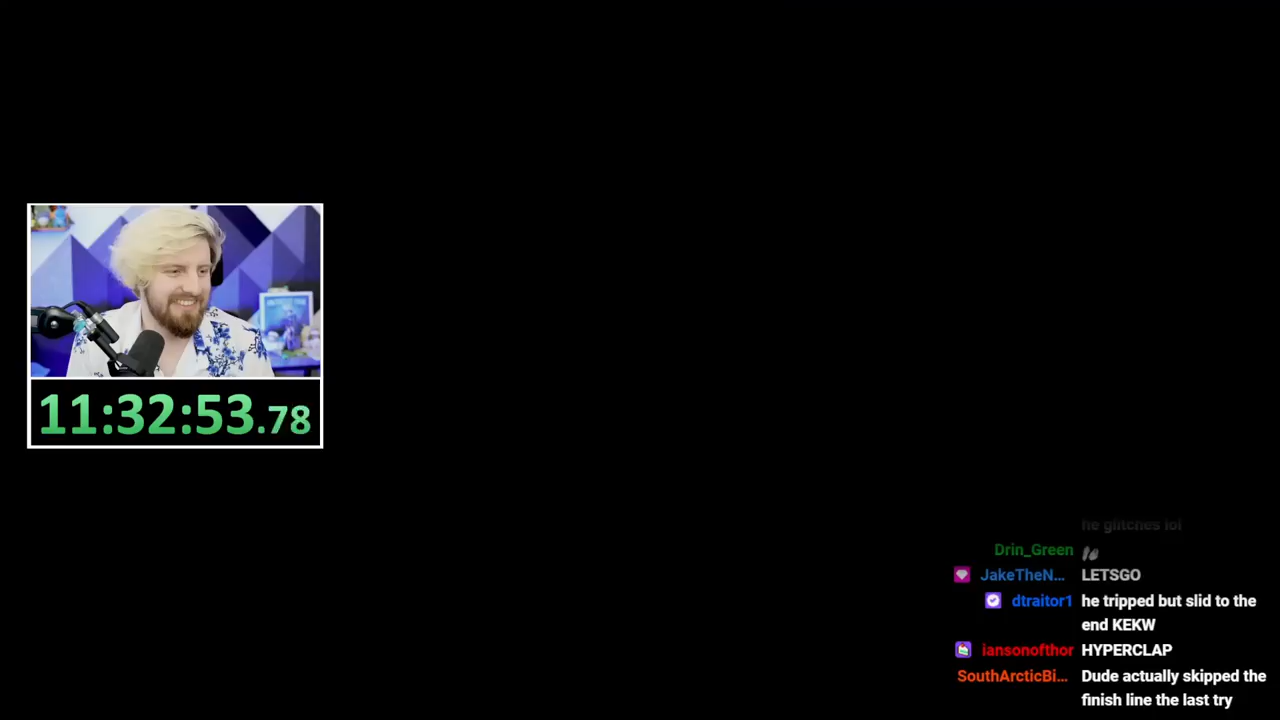 11:32:53.78
he glitches lol
Drin_Green
JakeTheN... LETSGO
dtraitor1 he tripped but slid to the
end KEKW
iansonofthor HYPERCLAP
SouthArcticBi... Dude actually skipped the
finish line the last try